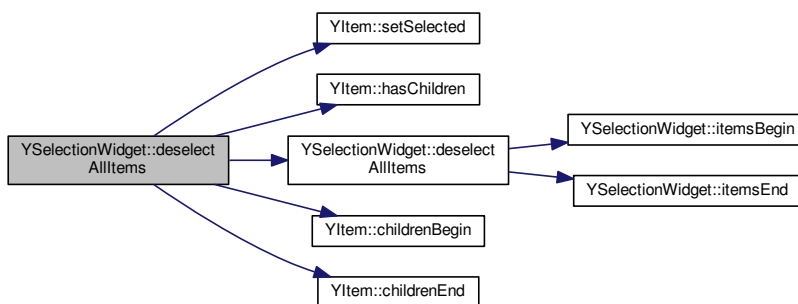 YItem::setSelected
YItem::hasChildren
YSelectionWidget::deselect
AllItems
YSelectionWidget::deselect
AllItems
YSelectionWidget::itemsBegin
YSelectionWidget::itemsEnd
YItem::childrenBegin
YItem::childrenEnd